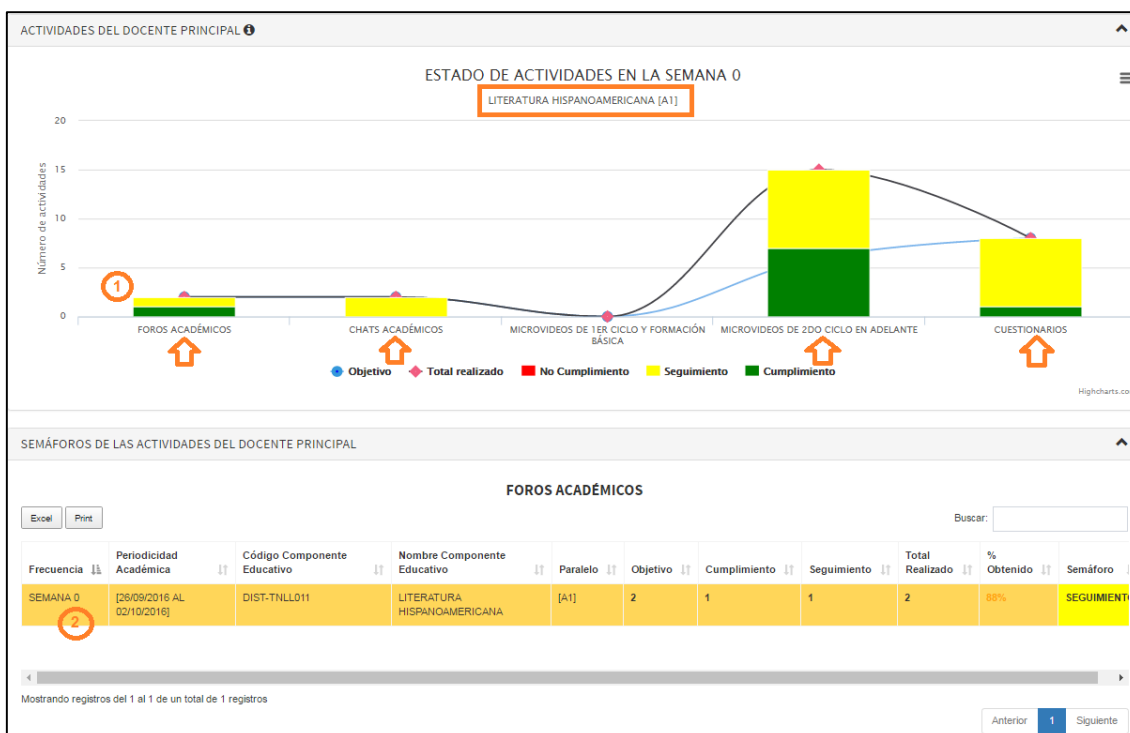 ACTIVIDADES DEL DOCENTE PRINCIPAL
ESTADO DE ACTIVIDADES EN LA SEMANA 0
LITERATURA HISPANOAMERICANA [A1]
Número de actividades
20
15
10
5
0
1
FOROS ACADÉMICOS
CHATS ACADÉMICOS
MICROVIDEOS DE 1ER CICLO Y FORMACIÓN
BÁSICA
MICROVIDEOS DE 2DO CICLO EN ADELANTE
CUESTIONARIOS
Objetivo Total realizado No Cumplimiento Seguimiento Cumplimiento
Highcharts.co
SEMÁFOROS DE LAS ACTIVIDADES DEL DOCENTE PRINCIPAL
FOROS ACADÉMICOS
Excel Print Buscar:
Frecuencia
Periodicidad
Académica
Código Componente
Educativo
Nombre Componente
Educativo
Paralelo
Objetivo
Cumplimiento
Seguimiento
Total
Realizado
%
Obtenido
Semáforo
SEMANA 0
[26/09/2016 AL
02/10/2016]
DIST-TNLL011
LITERATURA
HISPANOAMERICANA
[A1]
2
1
1
2
88%
SEGUIMIENT
2
Mostrando registros del 1 al 1 de un total de 1 registros
Anterior 1 Siguiente